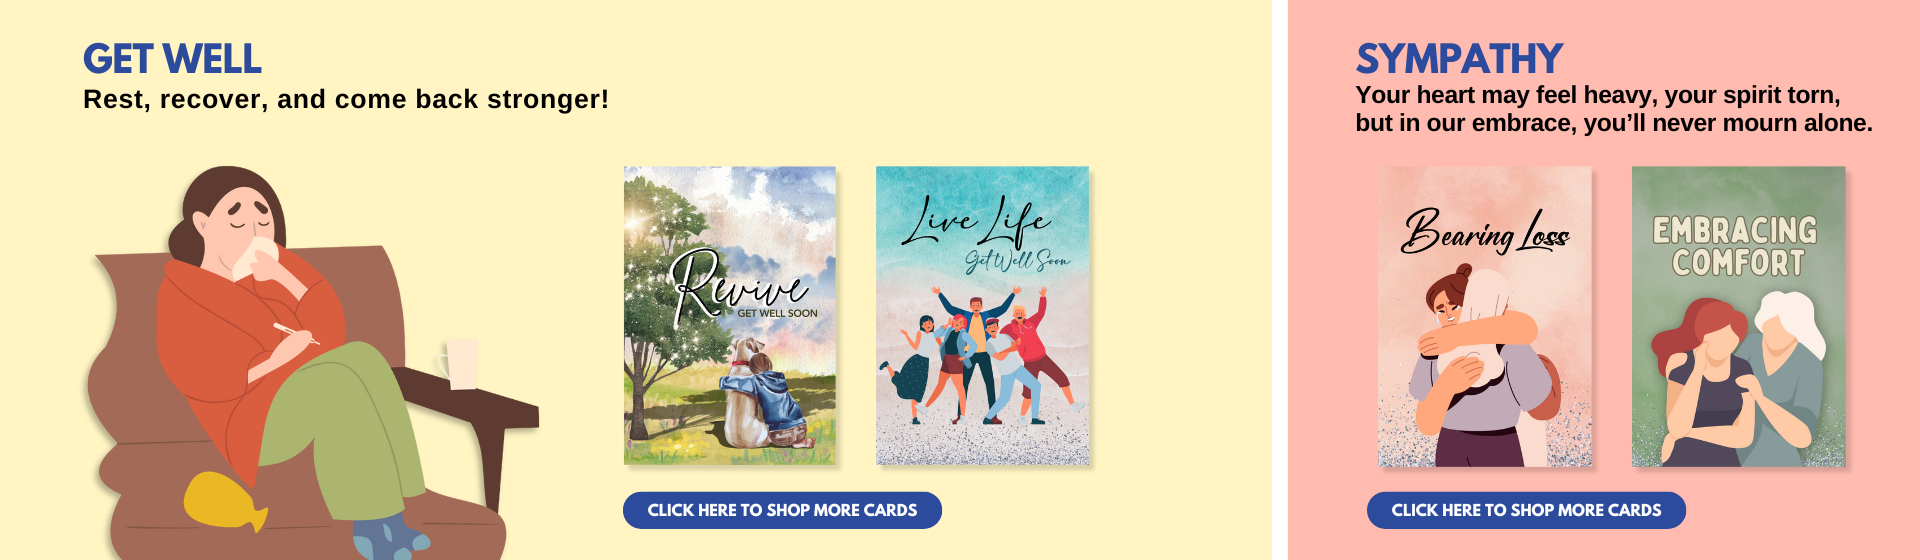 GET WELL
Rest, recover, and come back stronger!
Revive
GET WELL SOON
Live Life
Get Well Soon
CLICK HERE TO SHOP MORE CARDS
SYMPATHY
Your heart may feel heavy, your spirit torn,
but in our embrace, you’ll never mourn alone.
Bearing Loss
EMBRACING
COMFORT
CLICK HERE TO SHOP MORE CARDS